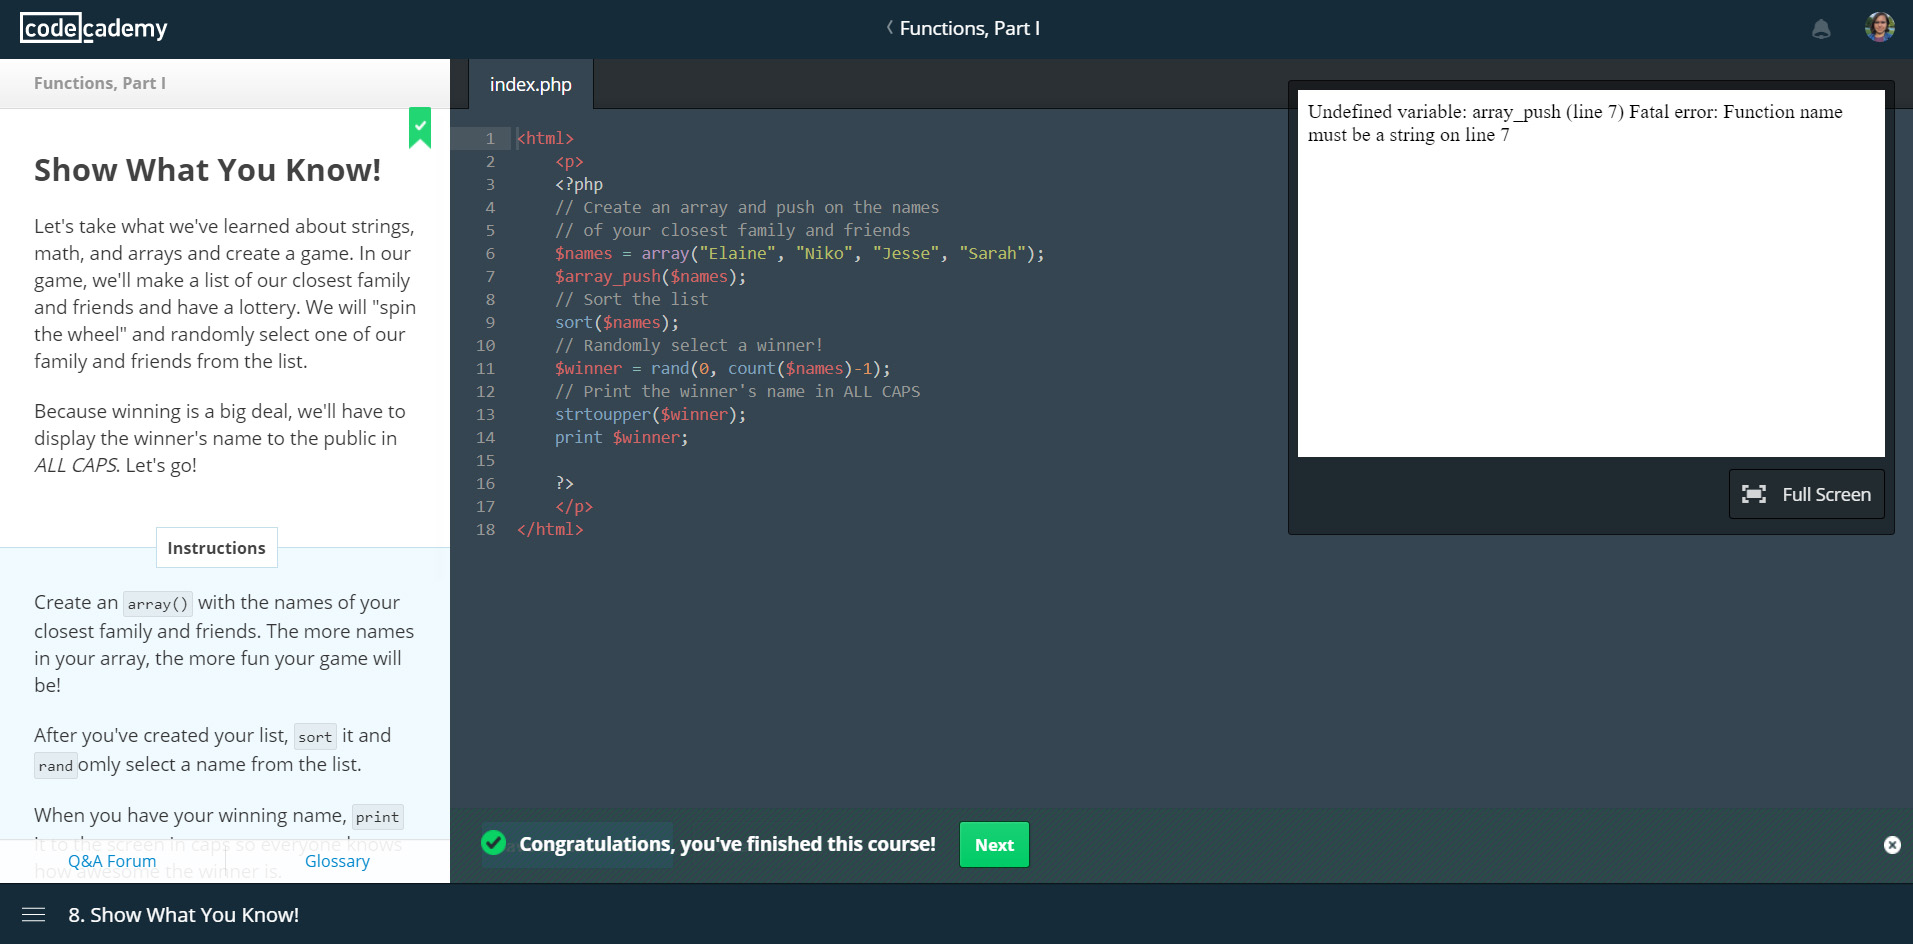 codecademy
Functions, Part I
Functions, Part I
Show What You Know!
Let's take what we've learned about strings,
math, and arrays and create a game. In our
game, we'll make a list of our closest family
and friends and have a lottery. We will "spin
the wheel" and randomly select one of our
family and friends from the list.
Because winning is a big deal, we'll have to
display the winner's name to the public in
ALL CAPS. Let's go!
Instructions
Create an array() with the names of your
closest family and friends. The more names
in your array, the more fun your game will
be!
After you've created your list, sort it and
randomly select a name from the list.
When you have your winning name, print
it to the screen in caps so everyone knows
how awesome the winner is.
Q&A Forum
Glossary
index.php
1 <html>
2 <p>
3 <?php
4 // Create an array and push on the names
5 // of your closest family and friends
6 $names = array("Elaine", "Niko", "Jesse", "Sarah");
7 $array_push($names);
8 // Sort the list
9 sort($names);
10 // Randomly select a winner!
11 $winner = rand(0, count($names)-1);
12 // Print the winner's name in ALL CAPS
13 strtoupper($winner);
14 print $winner;
15
16 ?>
17 </p>
18 </html>
Undefined variable: array_push (line 7) Fatal error: Function name
must be a string on line 7
Full Screen
Congratulations, you've finished this course!
Next
8. Show What You Know!